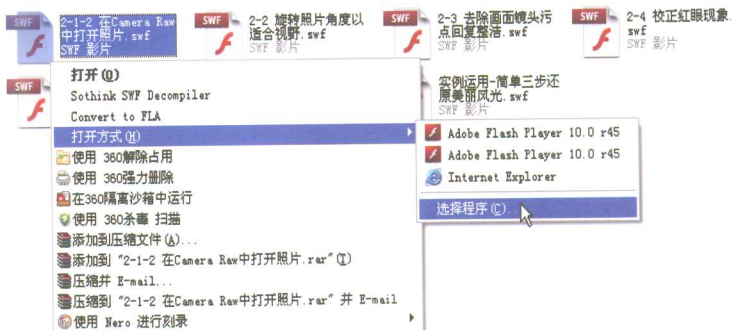 SWF
2-1-2 在Camera Raw
中打开照片.swf
SWF 影片
SWF
2-2 旋转照片角度以
适合视野.swf
SWF 影片
SWF
2-3 去除画面镜头污
点回复整洁.swf
SWF 影片
SWF
2-4 校正红眼现象.
swf
SWF 影片
SWF
实例运用-简单三步还
原美丽风光.swf
SWF 影片
打开(O)
Sothink SWF Decompiler
Convert to FLA
打开方式(H)
使用 360解除占用
使用 360强力删除
在360隔离沙箱中运行
使用 360杀毒 扫描
添加到压缩文件(A)...
添加到 "2-1-2 在Camera Raw中打开照片.rar"(T)
压缩并 E-mail...
压缩到 "2-1-2 在Camera Raw中打开照片.rar" 并 E-mail
使用 Nero 进行刻录
Adobe Flash Player 10.0 r45
Adobe Flash Player 10.0 r45
Internet Explorer
选择程序(C)...